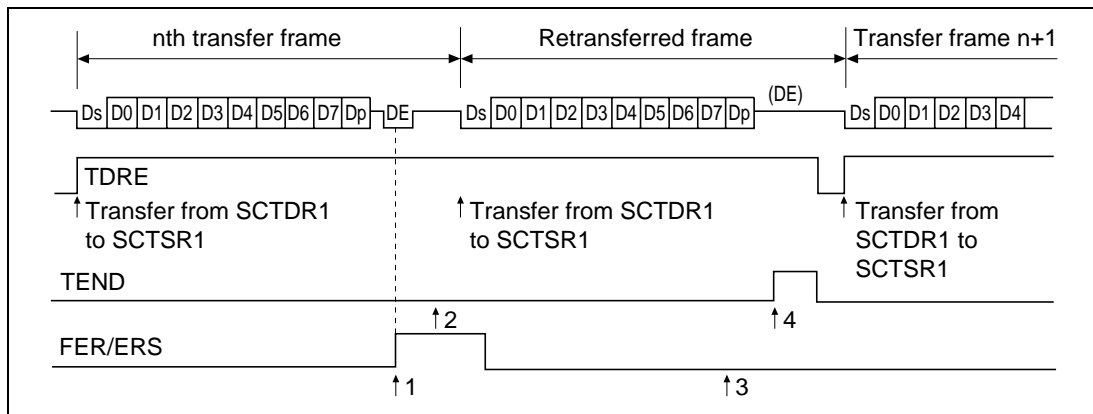 nth transfer frame
Retransferred frame
Transfer frame n+1
(DE)
Ds D0 D1 D2 D3 D4 D5 D6 D7 Dp DE
Ds D0 D1 D2 D3 D4 D5 D6 D7 Dp
Ds D0 D1 D2 D3 D4
TDRE
Transfer from SCTDR1
to SCTSR1
Transfer from SCTDR1
to SCTSR1
Transfer from
SCTDR1 to
SCTSR1
TEND
2
4
FER/ERS
1
3